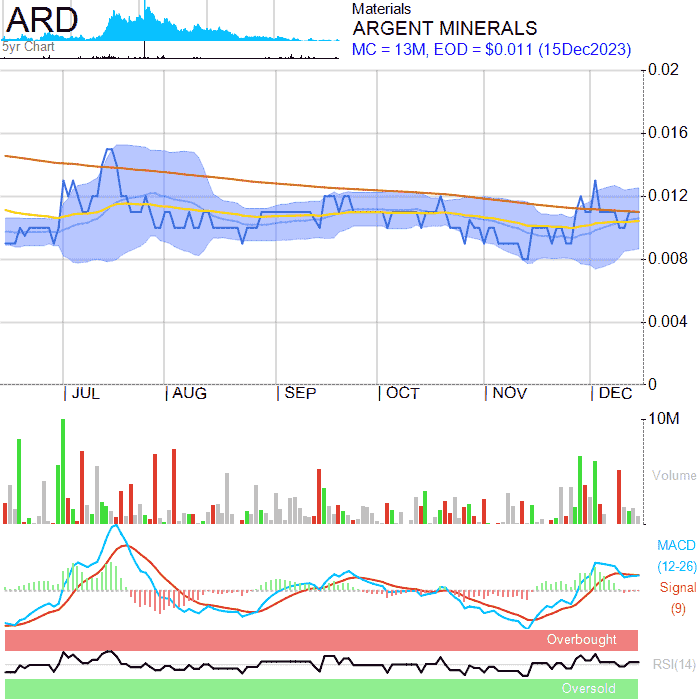 ARD
5yr Chart
Materials
ARGENT MINERALS
MC = 13M, EOD = $0.011 (15Dec2023)
0.02
0.016
0.012
0.008
0.004
0
JUL AUG SEP OCT NOV DEC
10M
Volume
MACD
(12-26)
Signal
(9)
Overbought
RSI(14)
Oversold